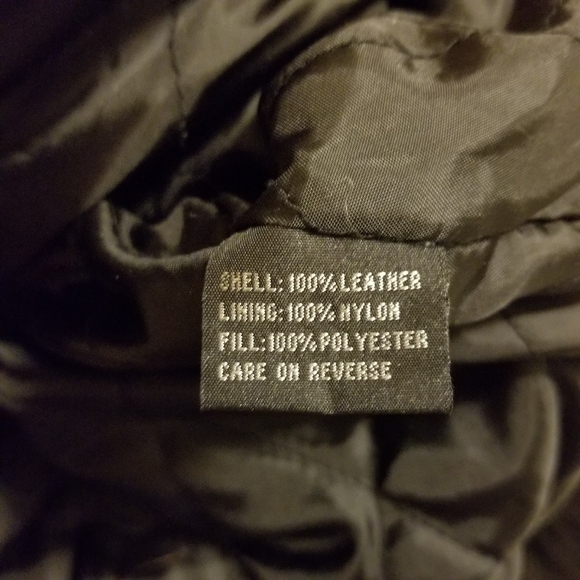 SHELL: 100% LEATHER
LINING: 100% NYLON
FILL: 100% POLYESTER
CARE ON REVERSE